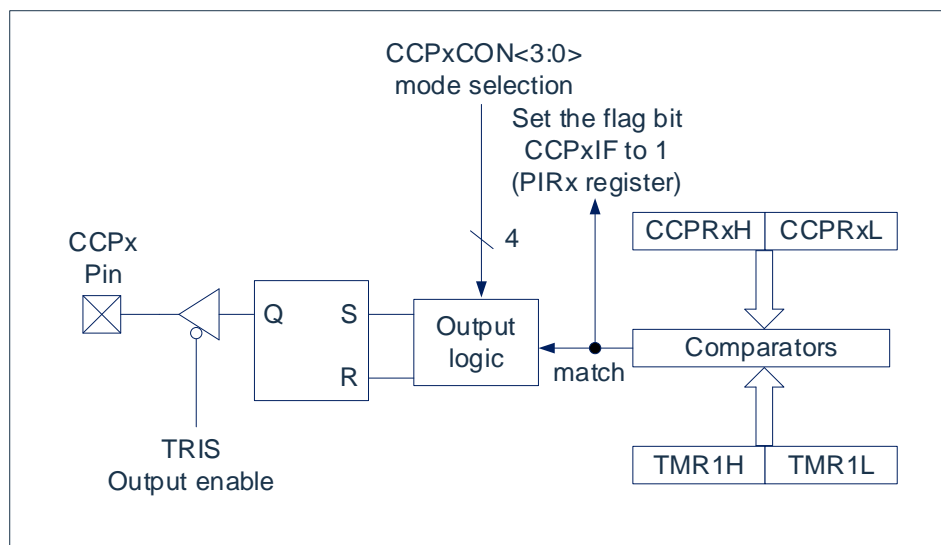 CCPxCON<3:0>
mode selection
Set the flag bit
CCPxIF to 1
(PIRx register)
4
CCPRxH CCPRxL
CCPx
Pin
Q S
R
Output
logic
match
Comparators
TRIS
Output enable
TMR1H TMR1L